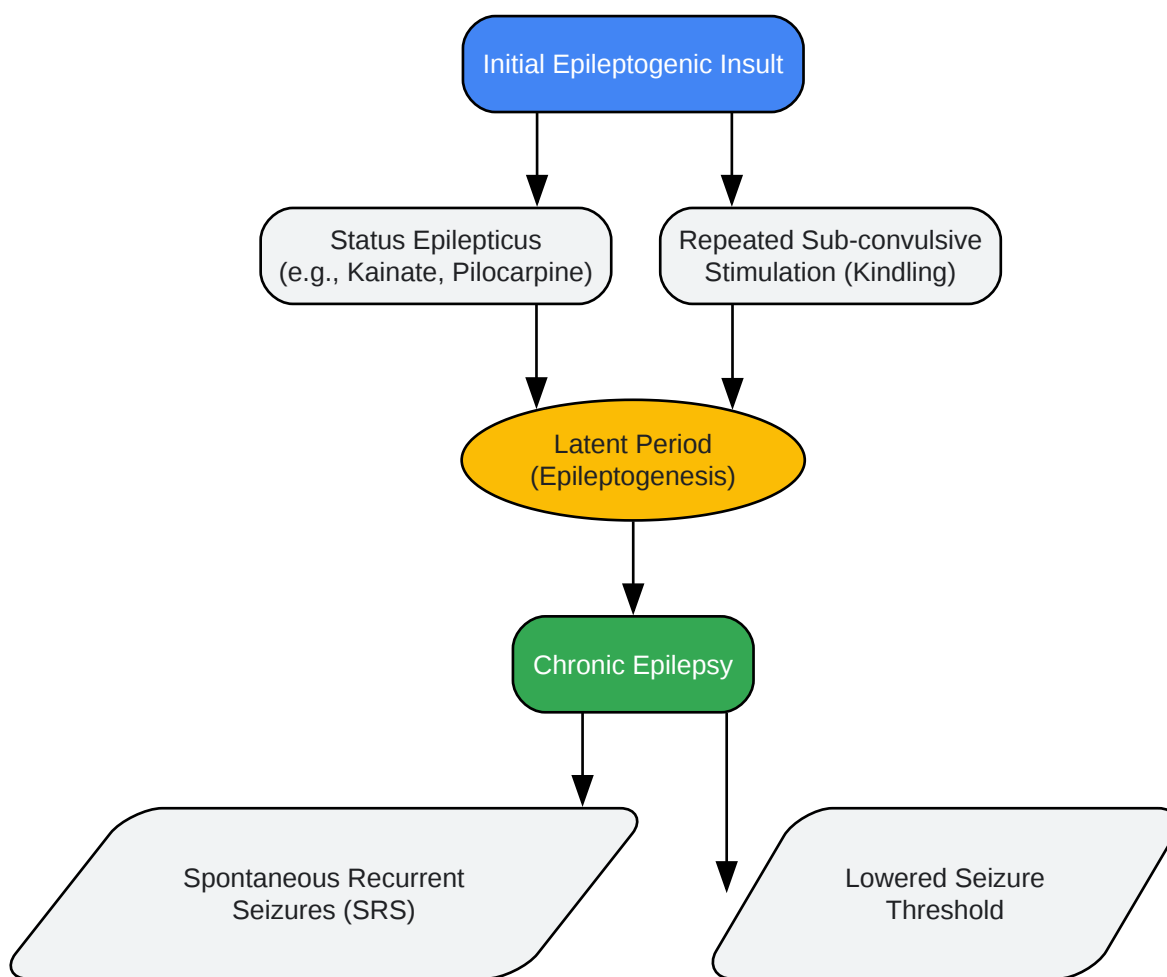 Initial Epileptogenic Insult
Status Epilepticus
(e.g., Kainate, Pilocarpine)
Repeated Sub-convulsive
Stimulation (Kindling)
Latent Period
(Epileptogenesis)
Chronic Epilepsy
Spontaneous Recurrent
Seizures (SRS)
Lowered Seizure
Threshold